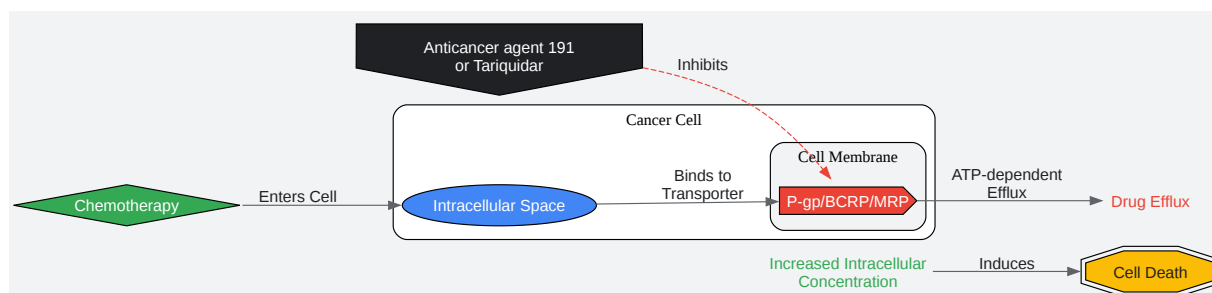 Anticancer agent 191
or Tariquidar
Inhibits
Cancer Cell
Cell Membrane
Chemotherapy
Enters Cell
Intracellular Space
Binds to
Transporter
P-gp/BCRP/MRP
ATP-dependent
Efflux
Drug Efflux
Increased Intracellular
Concentration
Induces
Cell Death